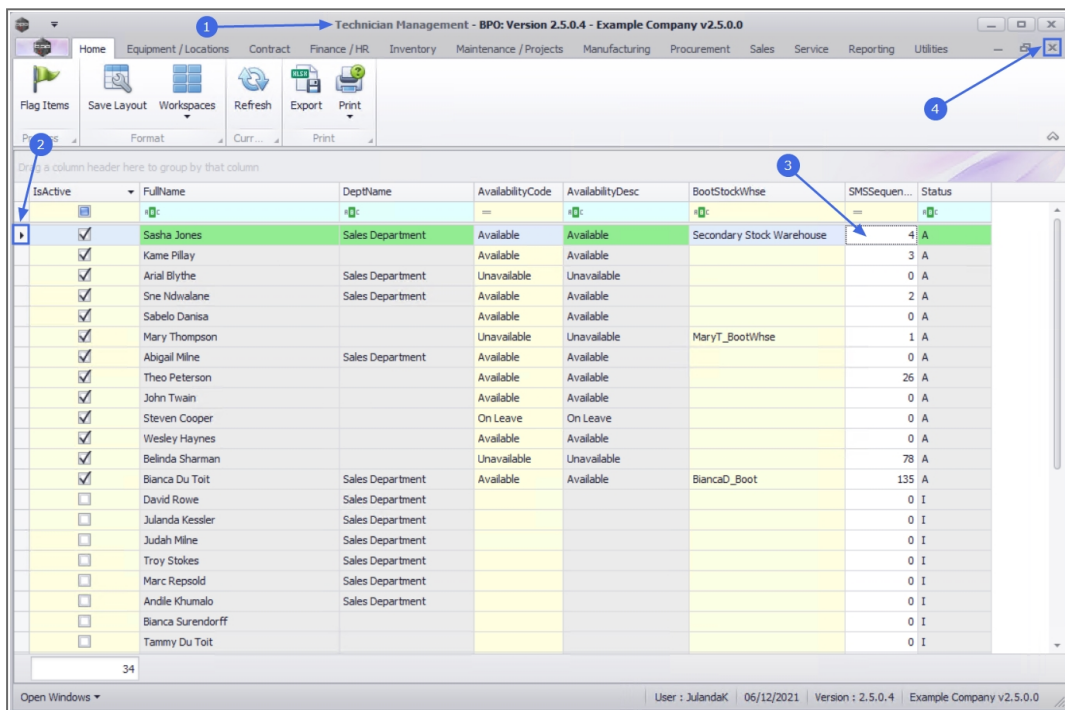 1
Technician Management - BPO: Version 2.5.0.4 - Example Company v2.5.0.0
Home Equipment / Locations Contract Finance / HR Inventory Maintenance / Projects Manufacturing Procurement Sales Service Reporting Utilities
XLSX
Flag Items Save Layout Workspaces Refresh Export Print
4
Format Curr... Print
2
Drag a column header here to group by that column
3
IsActive FullName DeptName AvailabilityCode AvailabilityDesc BootStockWhse SMSSequen... Status
Sasha Jones Sales Department Available Available Secondary Stock Warehouse 4 A
Kame Pillay Available Available 3 A
Arial Blythe Sales Department Unavailable Unavailable 0 A
Sne Ndwalane Sales Department Available Available 2 A
Sabelo Danisa Available Available 0 A
Mary Thompson Unavailable Unavailable MaryT_BootWhse 1 A
Abigail Milne Sales Department Available Available 0 A
Theo Peterson Available Available 26 A
John Twain Available Available 0 A
Steven Cooper On Leave On Leave 0 A
Wesley Haynes Available Available 0 A
Belinda Sharman Unavailable Unavailable 78 A
Bianca Du Toit Sales Department Available Available BiancaD_Boot 135 A
David Rowe Sales Department 0 I
Julanda Kessler Sales Department 0 I
Judah Milne Sales Department 0 I
Troy Stokes Sales Department 0 I
Marc Repsold Sales Department 0 I
Andile Khumalo Sales Department 0 I
Bianca Surendorff 0 I
Tammy Du Toit 0 I
34
Open Windows User : JulandaK 06/12/2021 Version : 2.5.0.4 Example Company v2.5.0.0